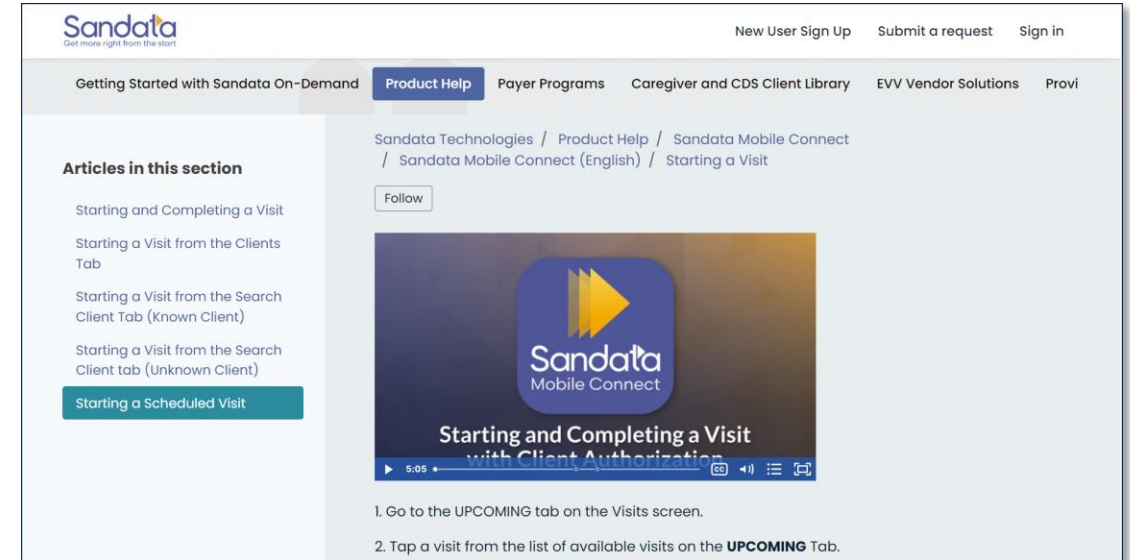 Sandata
Get more right from the start
New User Sign Up Submit a request Sign in
Getting Started with Sandata On-Demand Product Help Payer Programs Caregiver and CDS Client Library EVV Vendor Solutions Provi
Articles in this section
Starting and Completing a Visit
Starting a Visit from the Clients
Tab
Starting a Visit from the Search
Client Tab (Known Client)
Starting a Visit from the Search
Client tab (Unknown Client)
Starting a Scheduled Visit
Sandata Technologies / Product Help / Sandata Mobile Connect
/ Sandata Mobile Connect (English) / Starting a Visit
Follow
Sandata
Mobile Connect
Starting and Completing a Visit
with Client Authorization
5:05
CC
1. Go to the UPCOMING tab on the Visits screen.
2. Tap a visit from the list of available visits on the UPCOMING Tab.